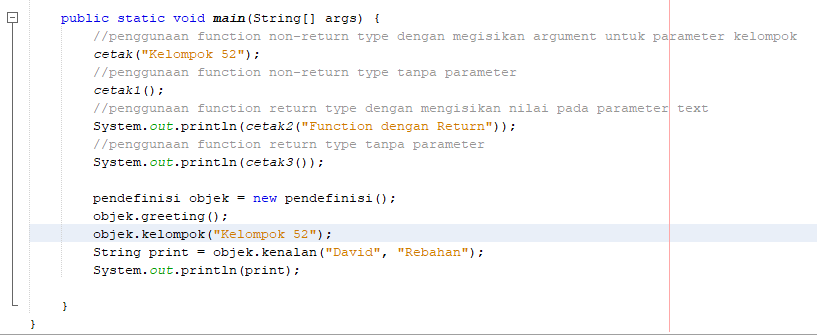 public static void main(String[] args) {
//penggunaan function non-return type dengan megisikan argument untuk parameter kelompok
cetak("Kelompok 52");
//penggunaan function non-return type tanpa parameter
cetak1();
//penggunaan function return type dengan mengisikan nilai pada parameter text
System.out.println(cetak2("Function dengan Return"));
//penggunaan function return type tanpa parameter
System.out.println(cetak3());
pendefinisi objek = new pendefinisi();
objek.greeting();
objek.kelompok("Kelompok 52");
String print = objek.kenalan("David", "Rebahan");
System.out.println(print);
}
}